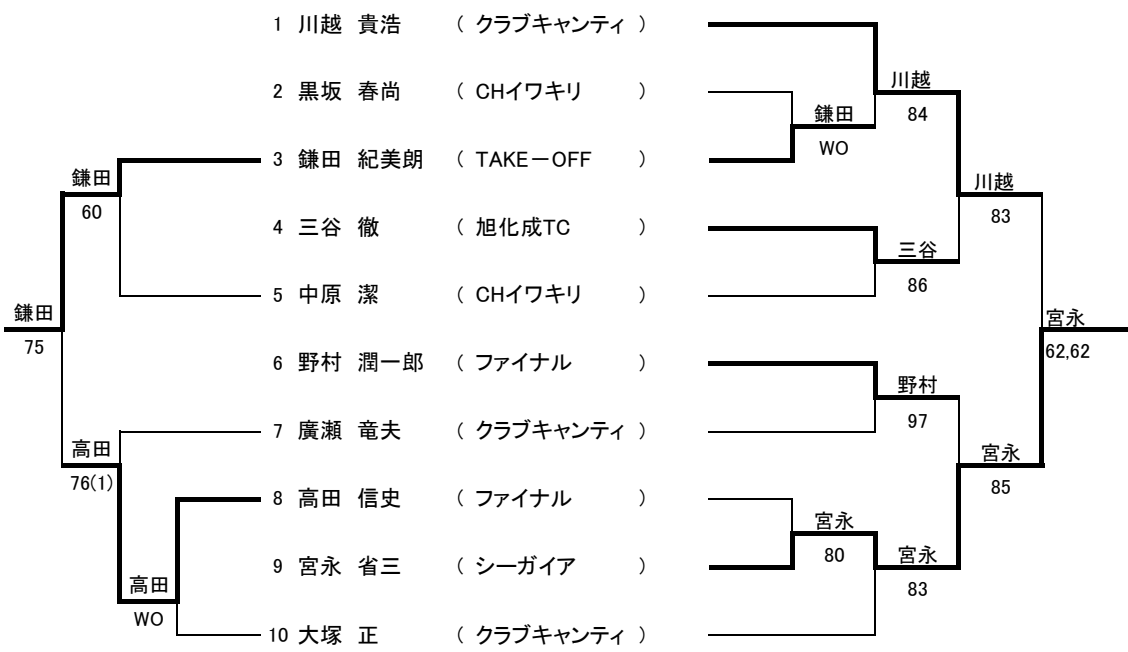 1 川越 貴浩 ( クラブキャンティ )
川越
2 黒坂 春尚 ( CHイワキリ )
鎌田
84
WO
3 鎌田 紀美朗 ( TAKE－OFF )
鎌田
川越
60
83
4 三谷 徹 ( 旭化成TC )
三谷
86
5 中原 潔 ( CHイワキリ )
鎌田
宮永
75
62,62
6 野村 潤一郎 ( ファイナル )
野村
97
7 廣瀬 竜夫 ( クラブキャンティ )
高田
宮永
76(1)
85
8 高田 信史 ( ファイナル )
宮永
80
宮永
9 宮永 省三 ( シーガイア )
高田
83
WO
10 大塚 正 ( クラブキャンティ )